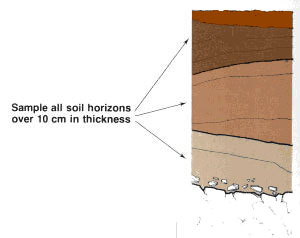 Sample all soil horizons
over 10 cm in thickness